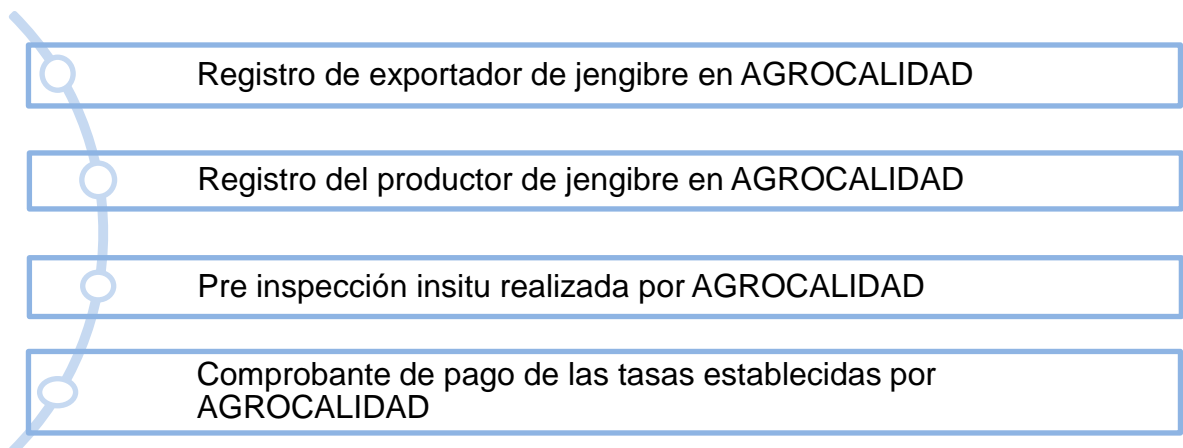 Registro de exportador de jengibre en AGROCALIDAD
Registro del productor de jengibre en AGROCALIDAD
Pre inspección insitu realizada por AGROCALIDAD
Comprobante de pago de las tasas establecidas por
AGROCALIDAD